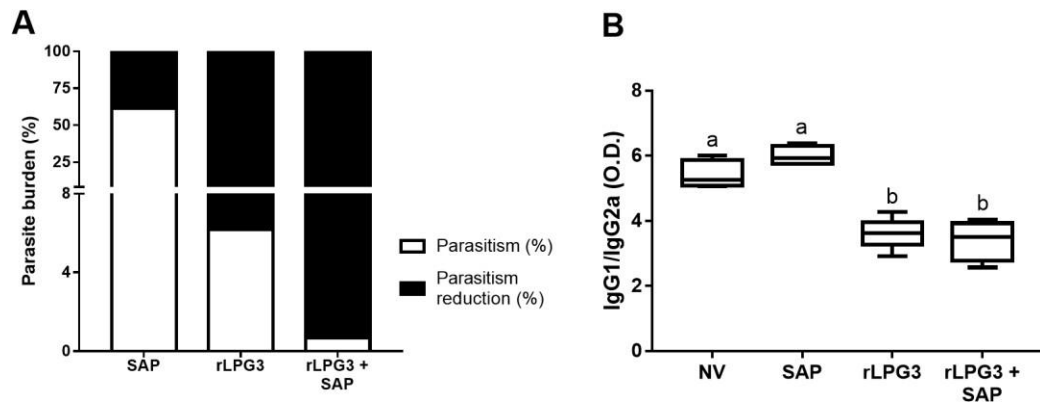 A
Parasite burden (%)
100
75
50
25
8
4
0
SAP
rLPG3
rLPG3 +
SAP
Parasitism (%)
Parasitism
reduction (%)
B
IgG1/IgG2a (O.D.)
8
6
4
2
0
a
a
b
b
NV
SAP
rLPG3
rLPG3 +
SAP